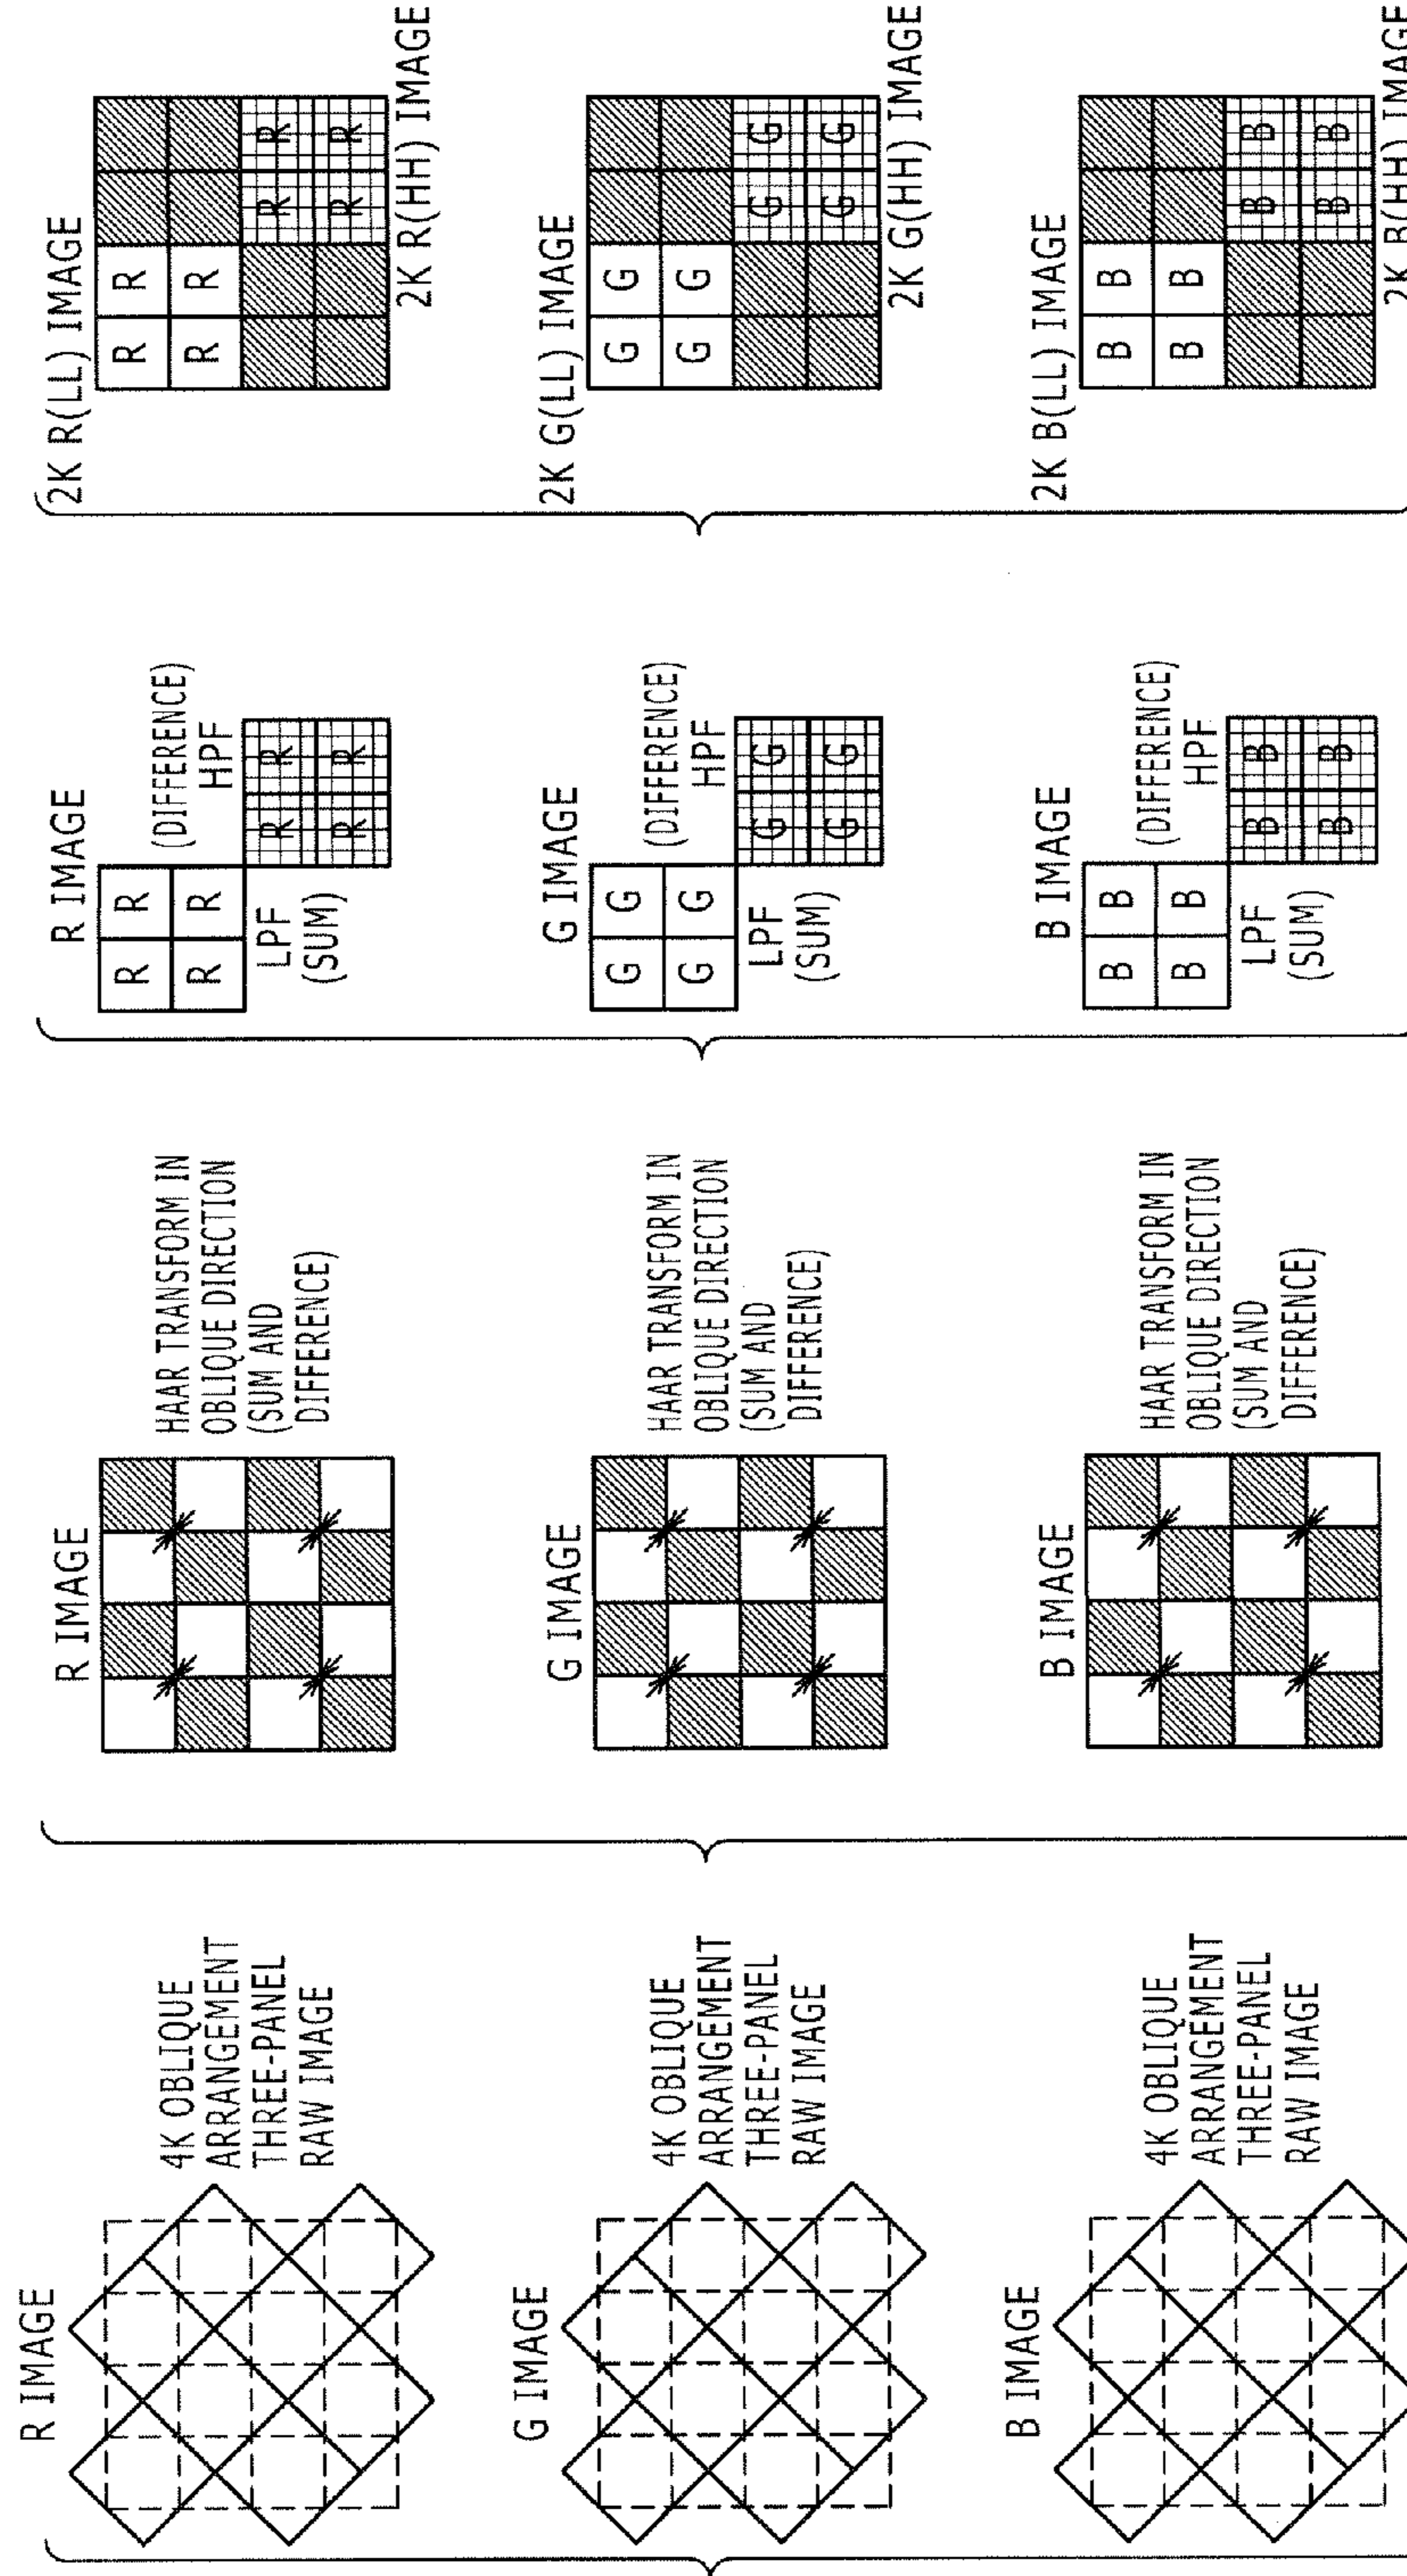 R IMAGE
4K OBLIQUE
ARRANGEMENT
THREE-PANEL
RAW IMAGE
G IMAGE
4K OBLIQUE
ARRANGEMENT
THREE-PANEL
RAW IMAGE
B IMAGE
4K OBLIQUE
ARRANGEMENT
THREE-PANEL
RAW IMAGE
R IMAGE
HAAR TRANSFORM IN
OBLIQUE DIRECTION
(SUM AND
DIFFERENCE)
G IMAGE
HAAR TRANSFORM IN
OBLIQUE DIRECTION
(SUM AND
DIFFERENCE)
B IMAGE
HAAR TRANSFORM IN
OBLIQUE DIRECTION
(SUM AND
DIFFERENCE)
R IMAGE
R R
R R
(DIFFERENCE)
HPF
LPF
(SUM)
R R
R R
G IMAGE
G G
G G
(DIFFERENCE)
HPF
LPF
(SUM)
G G
G G
B IMAGE
B B
B B
(DIFFERENCE)
HPF
LPF
(SUM)
B B
B B
2K R(LL) IMAGE
R R
R R
R R
R R
2K R(HH) IMAGE
2K G(LL) IMAGE
G G
G G
G G
G G
2K G(HH) IMAGE
2K B(LL) IMAGE
B B
B B
B B
B B
2K B(HH) IMAGE